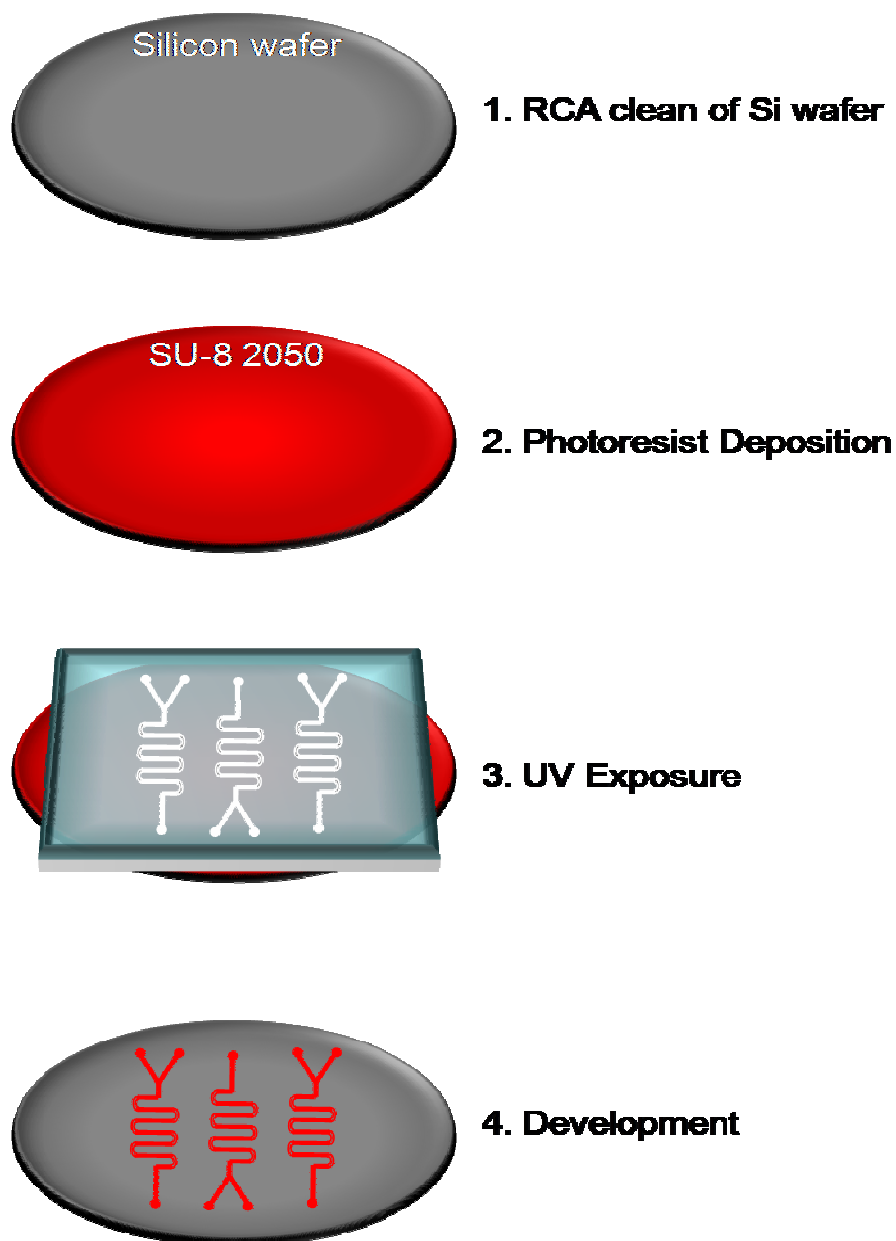 Silicon wafer
1. RCA clean of Si wafer
SU-8 2050
2. Photoresist Deposition
3. UV Exposure
4. Development